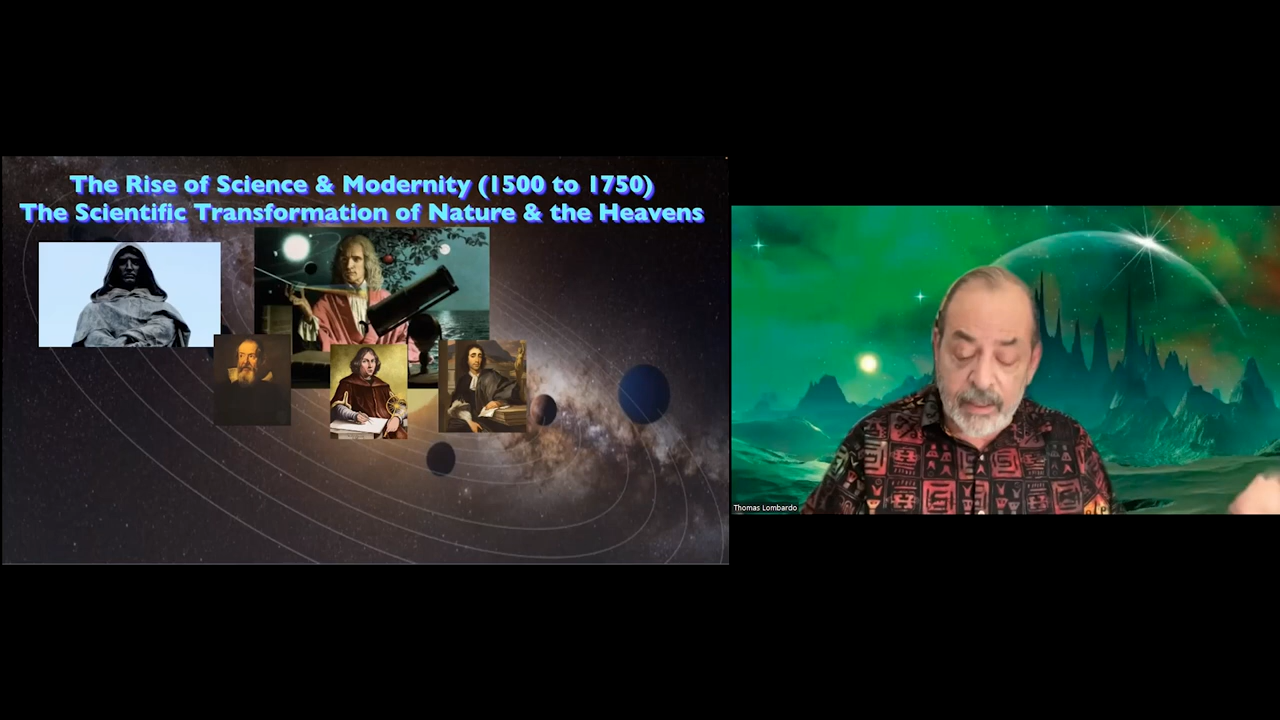 The Rise of Science & Modernity (1500 to 1750)
The Scientific Transformation of Nature & the Heavens
Thomas Lombardo